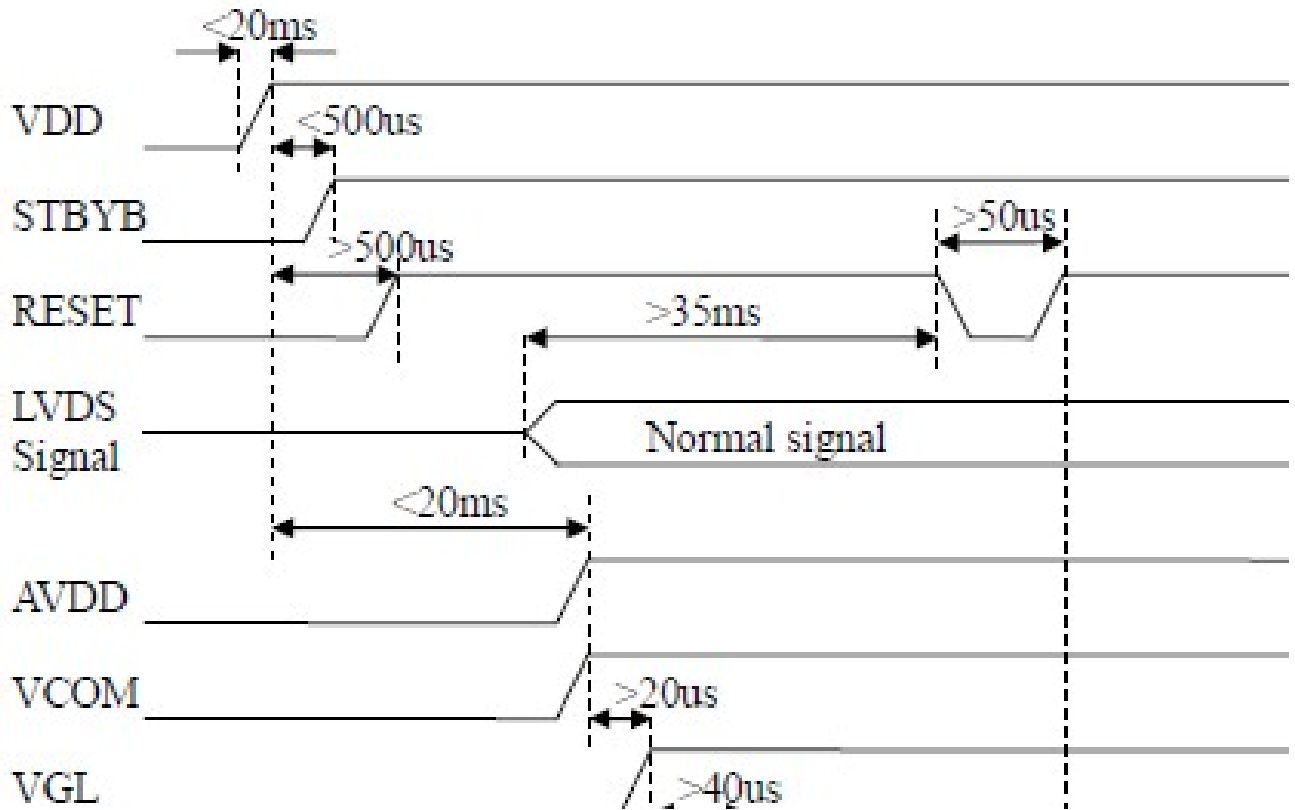 <20ms
VDD
<500us
STBYB
>50us
>500us
RESET
>35ms
LVDS
Signal
Normal signal
<20ms
AVDD
VCOM
>20us
VGL
>40us